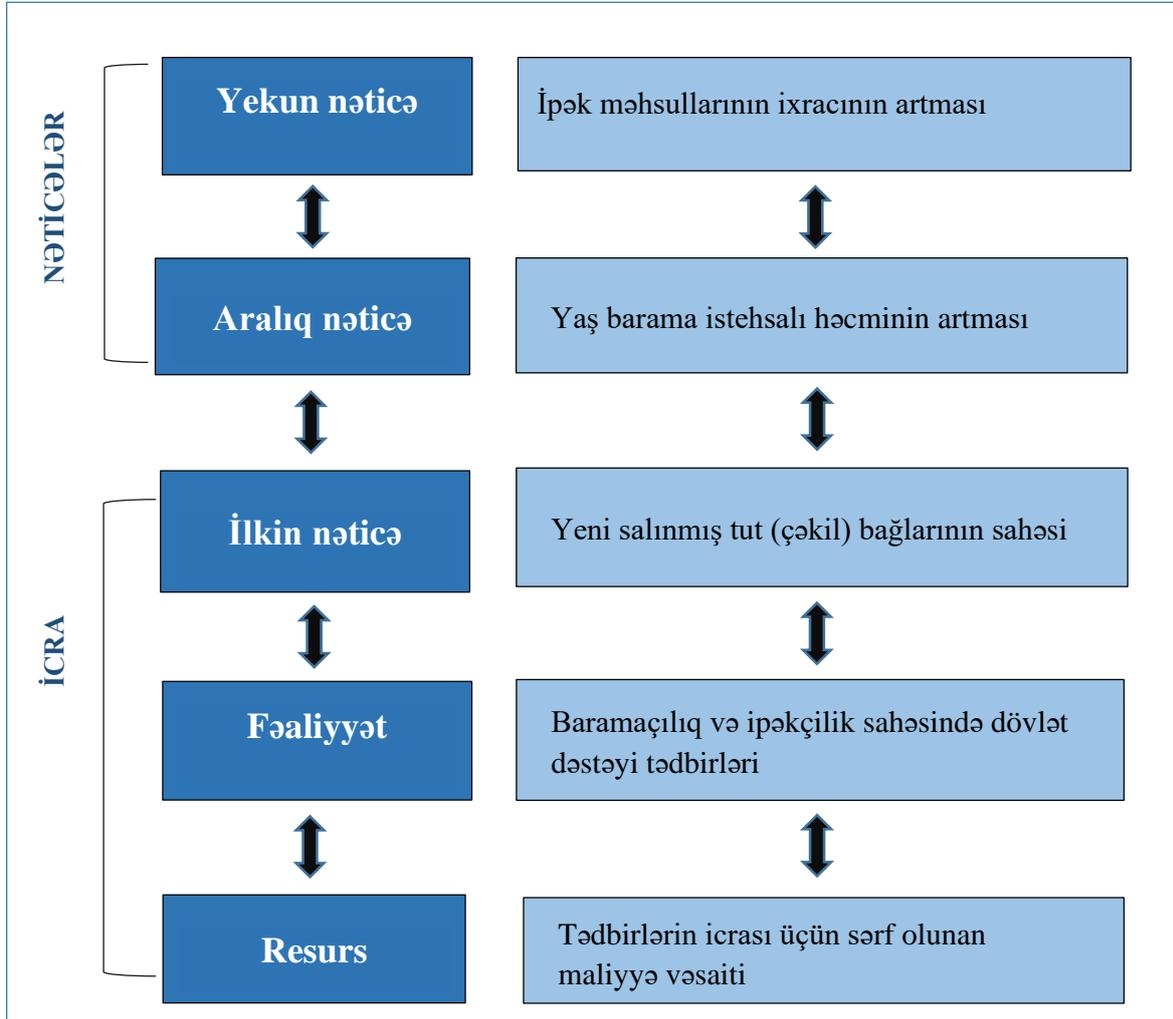 NƏTİCƏLƏR
Yekun nəticə
İpək məhsullarının ixracının artması
Aralıq nəticə
Yaş barama istehsalı həcminin artması
İCRA
İlkin nəticə
Yeni salınmış tut (çəkil) bağlarının sahəsi
Fəaliyyət
Baramaçılıq və ipəkçilik sahəsində dövlət
dəstəyi tədbirləri
Resurs
Tədbirlərin icrası üçün sərf olunan
maliyyə vəsaiti